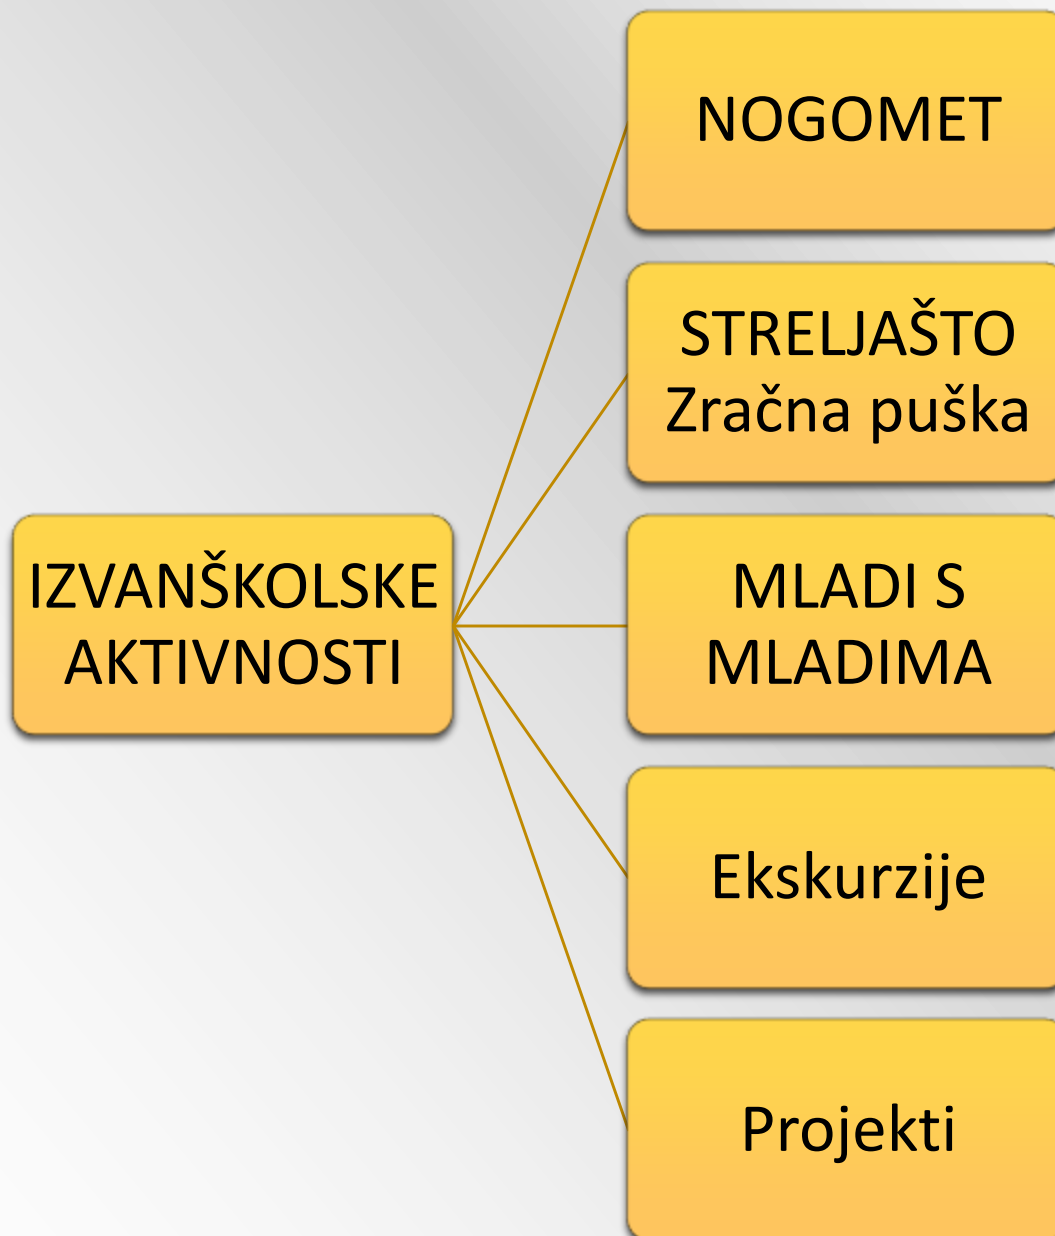 NOGOMET
STRELJAŠTO
Zračna puška
IZVANŠKOLSKE
AKTIVNOSTI
MLADI S
MLADIMA
Ekskurzije
Projekti